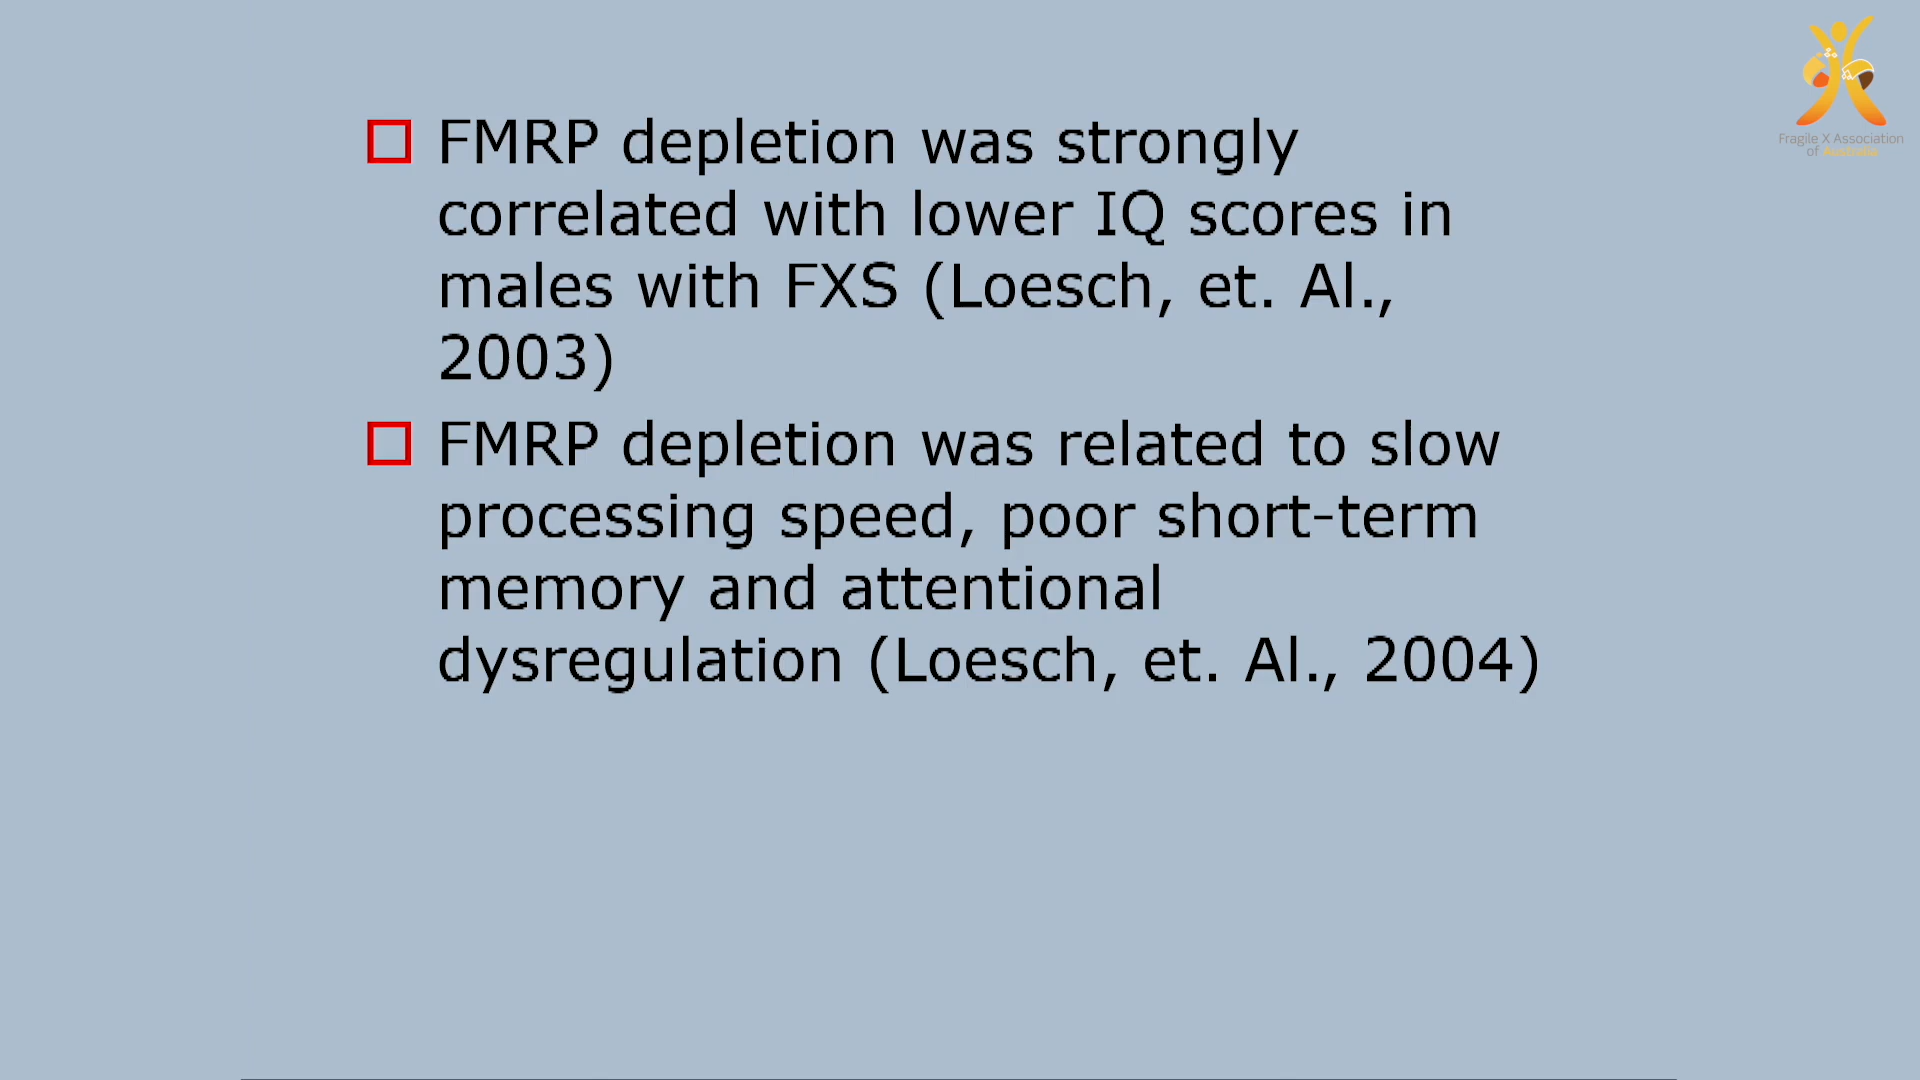 FMRP depletion was strongly
correlated with lower IQ scores in
males with FXS (Loesch, et. Al.,
2003)
FMRP depletion was related to slow
processing speed, poor short-term
memory and attentional
dysregulation (Loesch, et. Al., 2004)
Fragile X Association
of Australia